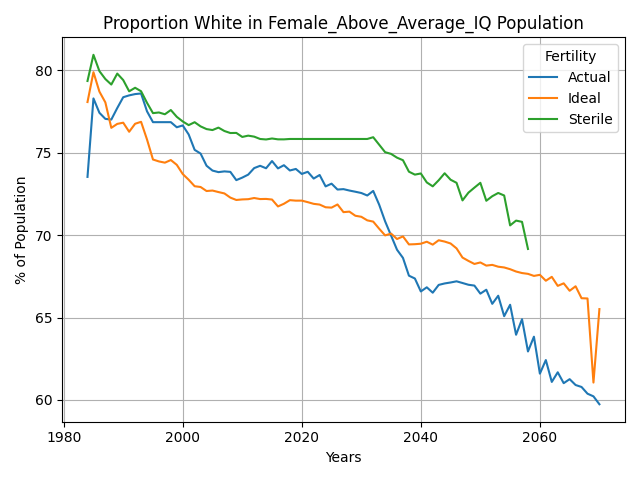 Proportion White in Female_Above_Average_IQ Population
% of Population
80
75
70
65
60
1980
2000
2020
2040
2060
Years
Fertility
Actual
Ideal
Sterile